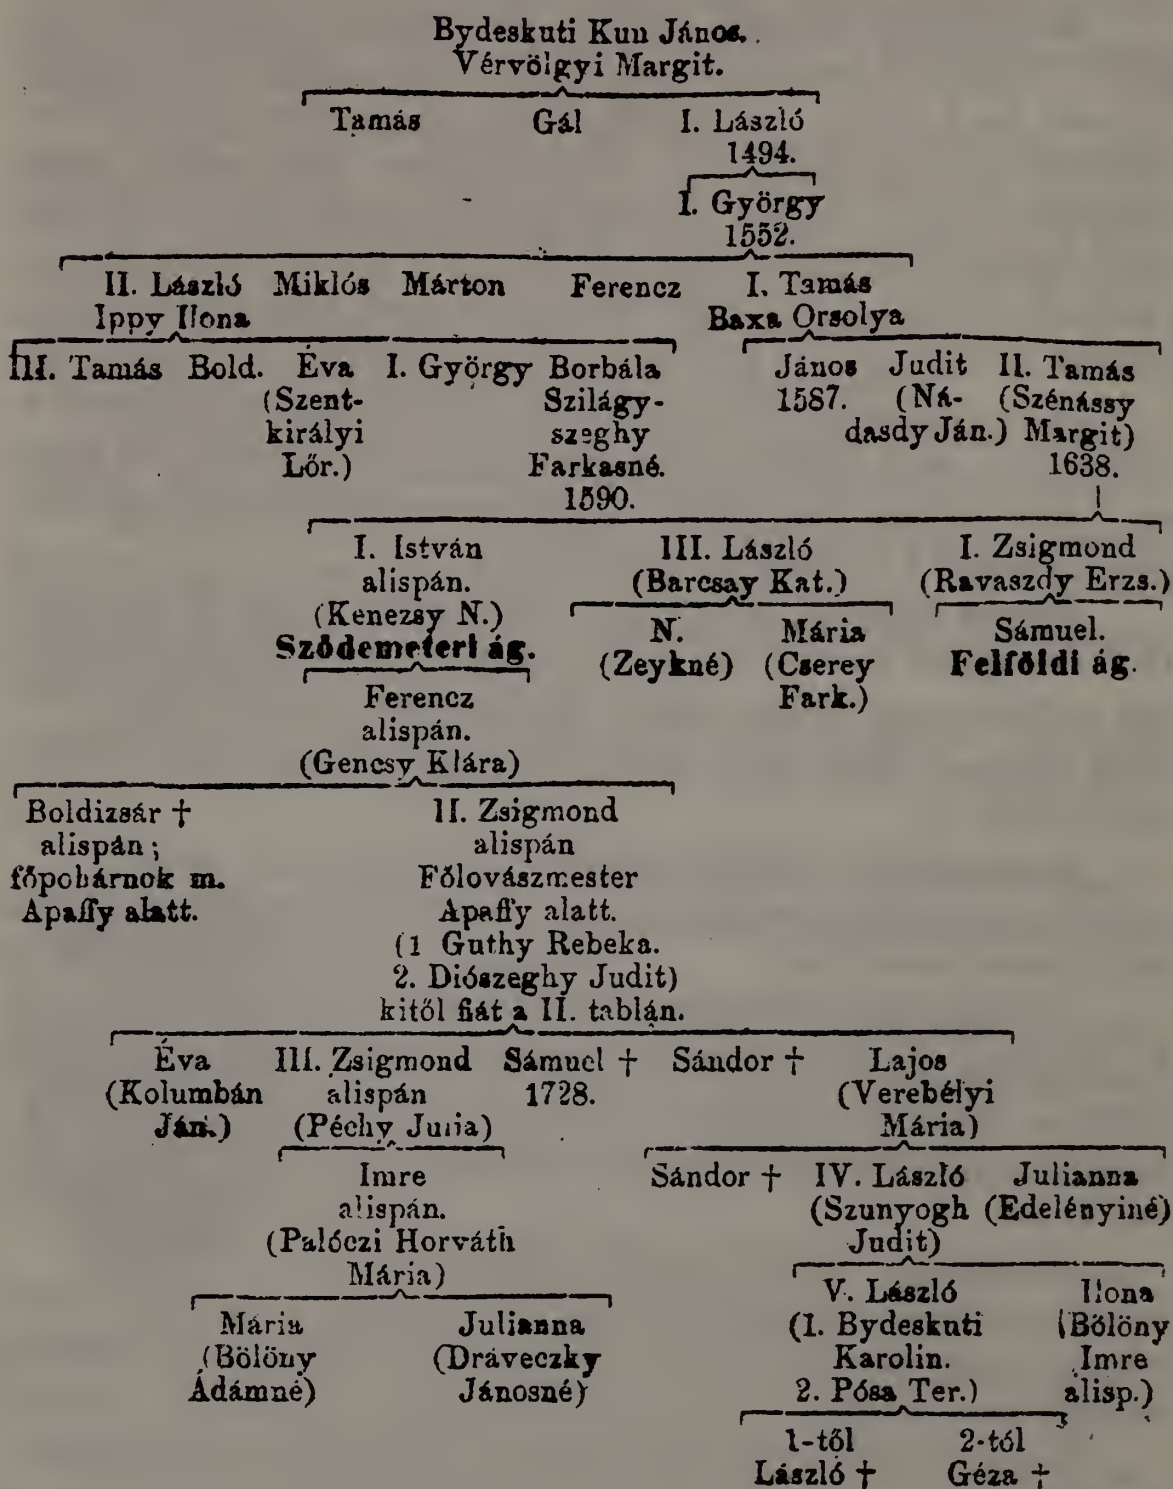 Bydeskuti Kun János.
Vérvölgyi Margit.
Tamás Gál I. László
1494.
I. György
1552.
II. László Miklós Márton Ferencz I. Tamás
Ippy Ilona Baxa Orsolya
III. Tamás Bold. Éva I. György Borbála János Judit II. Tamás
(Szent- Szilágy- 1587. (Ná- (Szénássy
királyi szeghy dasdy Ján.) Margit)
Lőr.) Farkasné. 1638.
1590.
I. István III. László I. Zsigmond
alispán. (Barcsay Kat.) (Ravaszdy Erzs.)
(Kenezsy N.) N. Mária Sámuel.
Sződemeteri ág. (Zeykné) (Cserey Felföldi ág.
Ferencz Fark.)
alispán.
(Gencsy Klára)
Boldizsár † II. Zsigmond
alispán; alispán
főpohárnok m. Főlovászmester
Apaffy alatt. Apaffy alatt.
(1 Guthy Rebeka.
2. Diószeghy Judit)
kitől fiát a II. tablán.
Éva III. Zsigmond Sámuel † Sándor † Lajos
(Kolumbán alispán 1728. (Verebélyi
Ján.) (Péchy Julia) Mária)
Imre Sándor † IV. László Julianna
alispán. (Szunyogh (Edelényiné)
(Palóczi Horváth Judit)
Mária) V. László Ilona
Mária Julianna (1. Bydeskuti (Bölöny
(Bölöny (Dráveczky Karolin. Imre
Ádámné) Jánosné) 2. Pósa Ter.) alisp.)
1-től 2-tól
László † Géza †